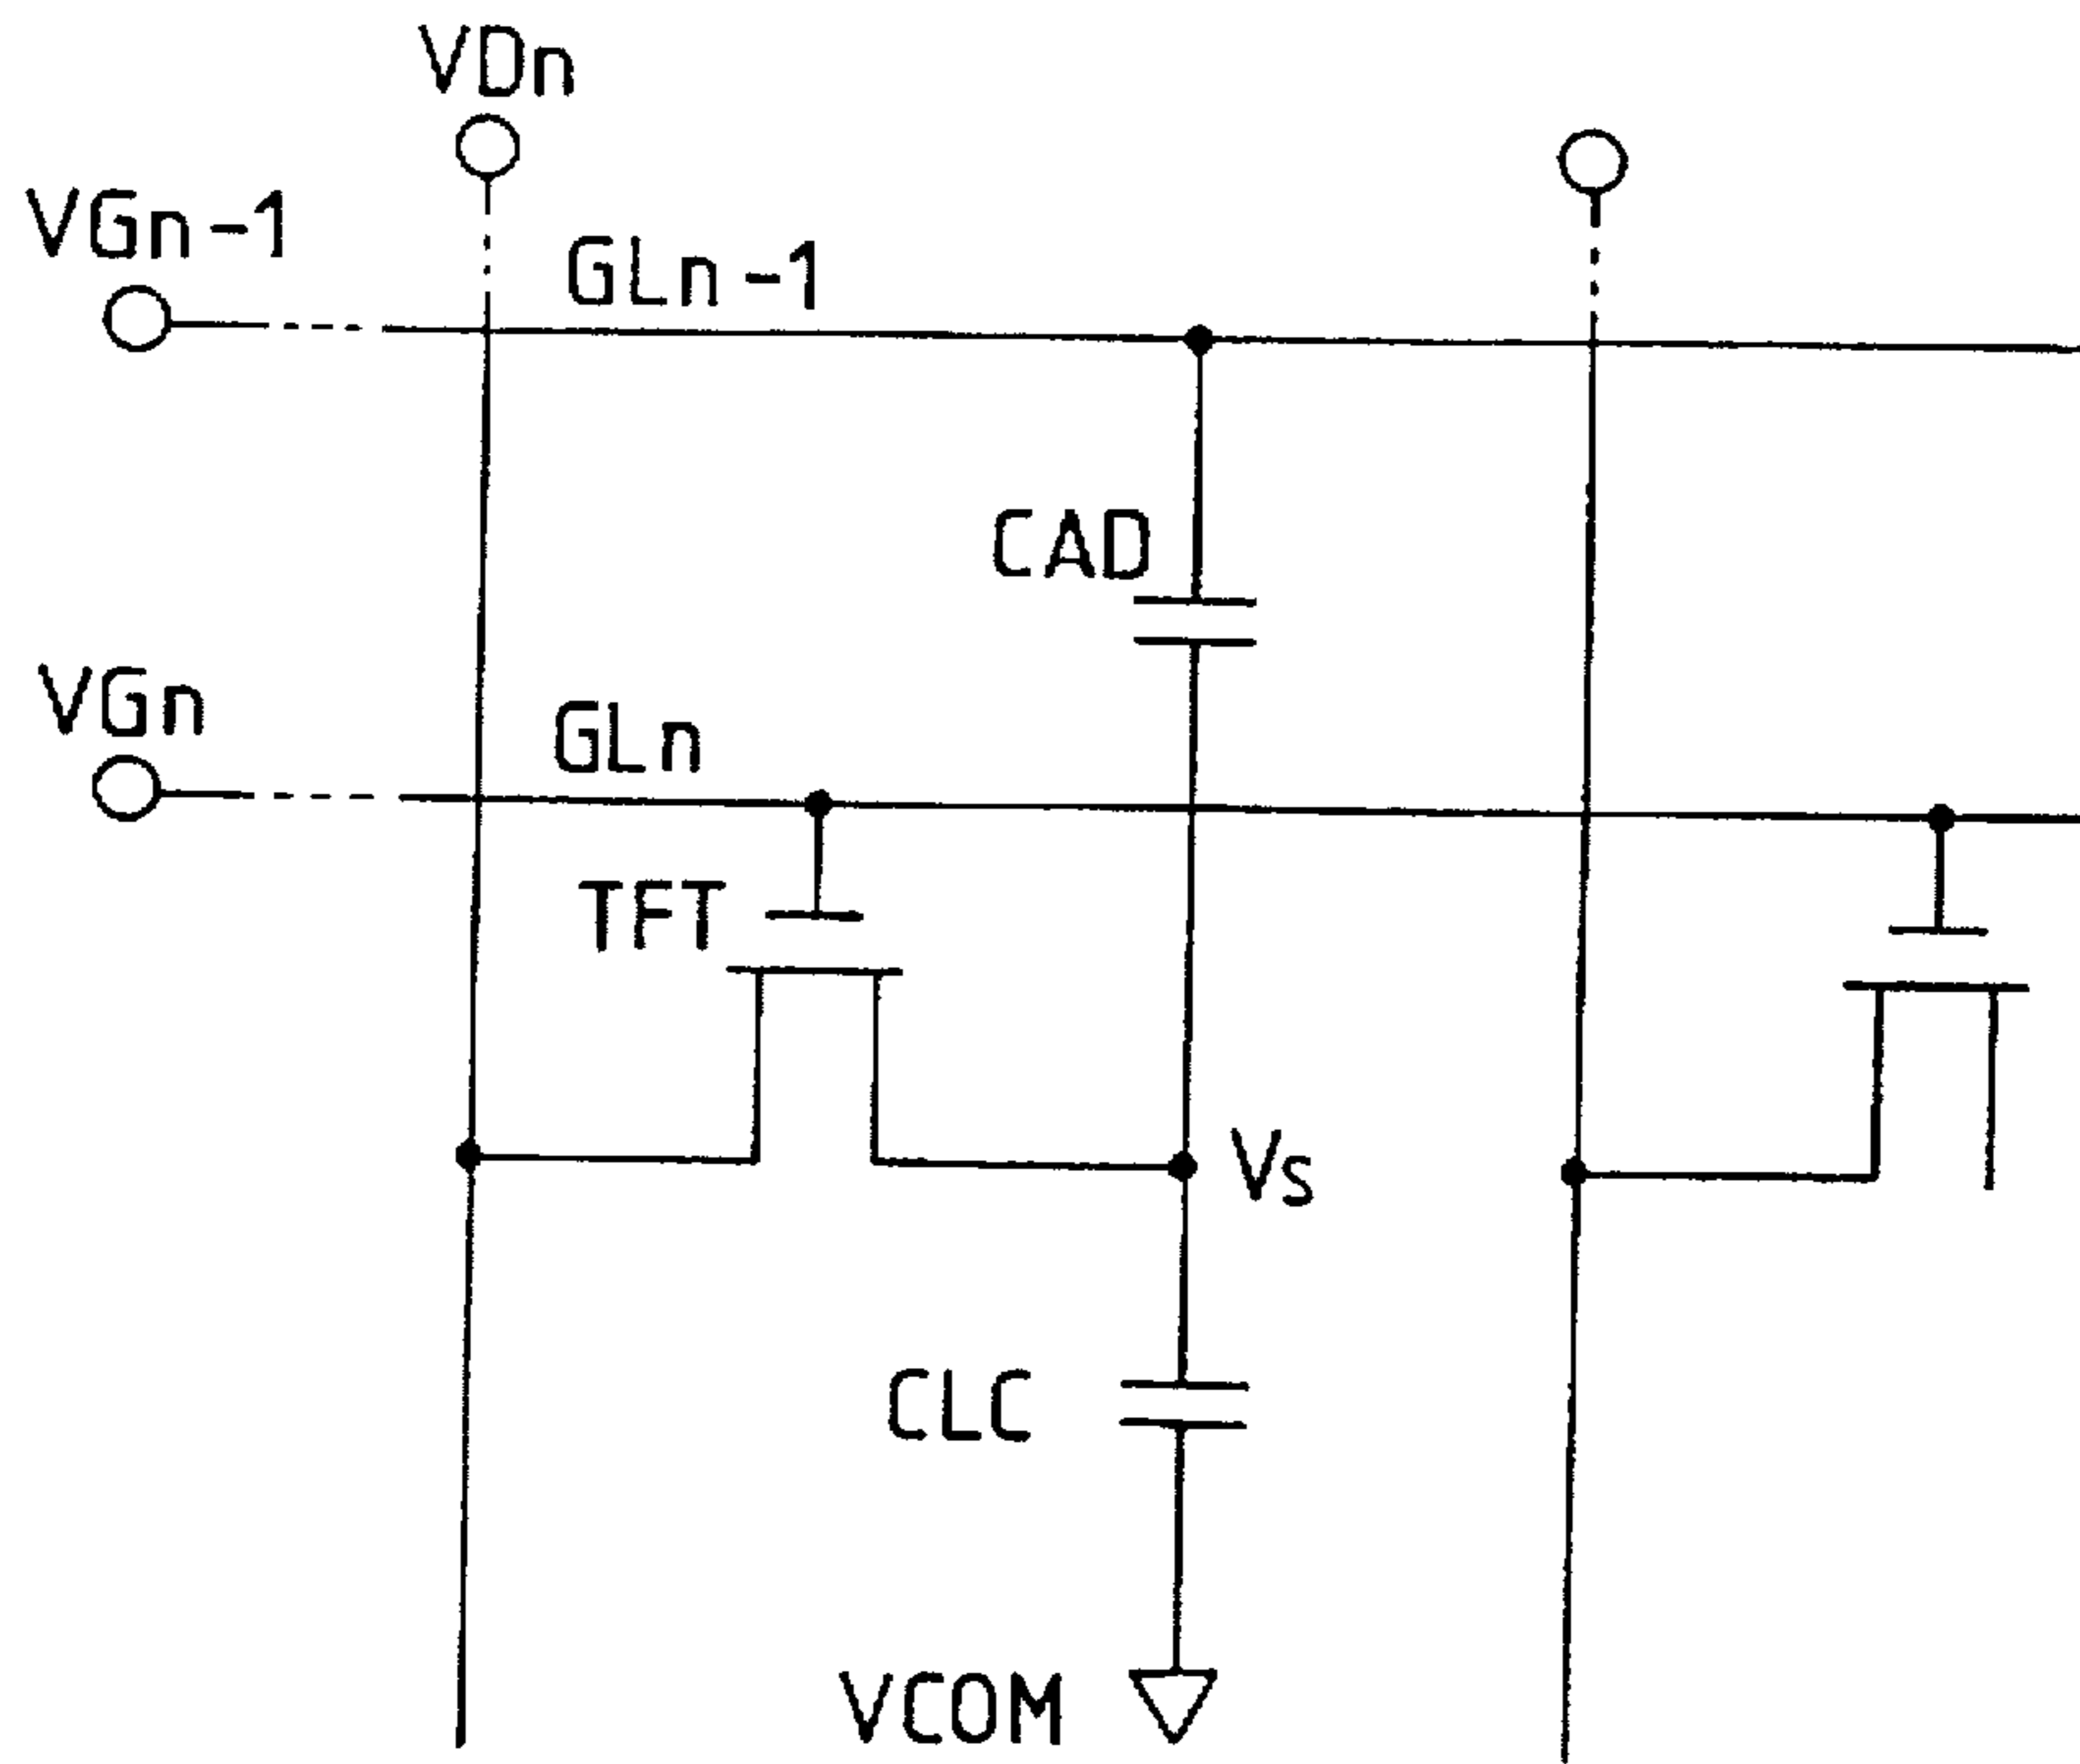 VDn
VGn-1
GLn-1
CAD
VGn
GLn
TFT
Vs
CLC
VCOM